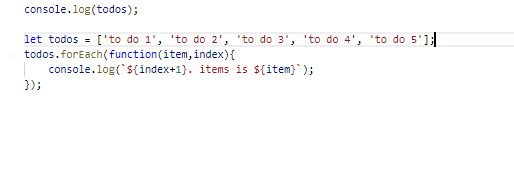 console.log(todos);
let todos = ['to do 1', 'to do 2', 'to do 3', 'to do 4', 'to do 5'];
todos.forEach(function(item,index){
    console.log(`${index+1}. items is ${item}`);
});